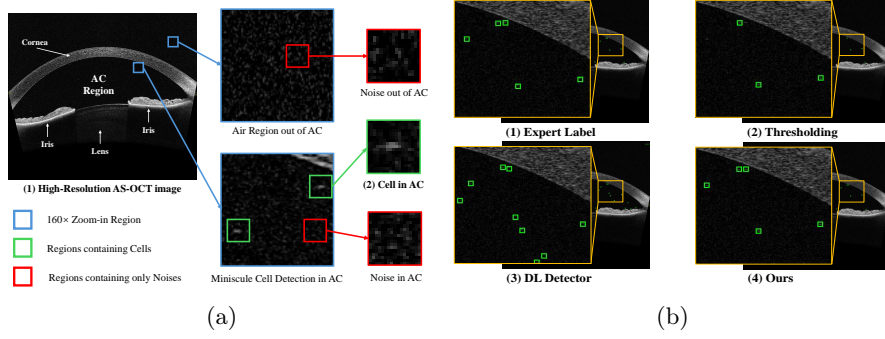 Cornea
AC
Region
Iris
Lens
Iris
(1) High-Resolution AS-OCT image
160× Zoom-in Region
Regions containing Cells
Regions containing only Noises
Air Region out of AC
Noise out of AC
(2) Cell in AC
Miniscule Cell Detection in AC
Noise in AC
(a)
(1) Expert Label
(2) Thresholding
(3) DL Detector
(4) Ours
(b)